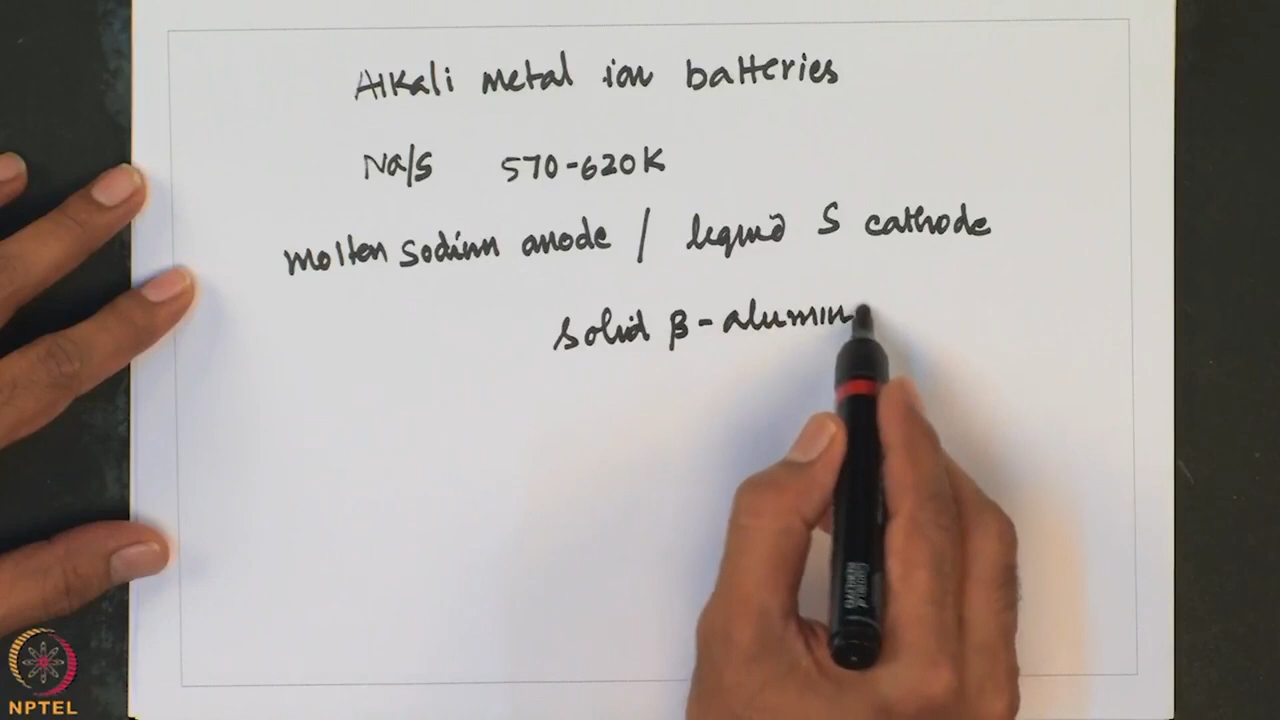 Alkali metal ion batteries
Na/S 570-620K
Molten Sodium anode / liquid S cathode
Solid β-alumin
NPTEL